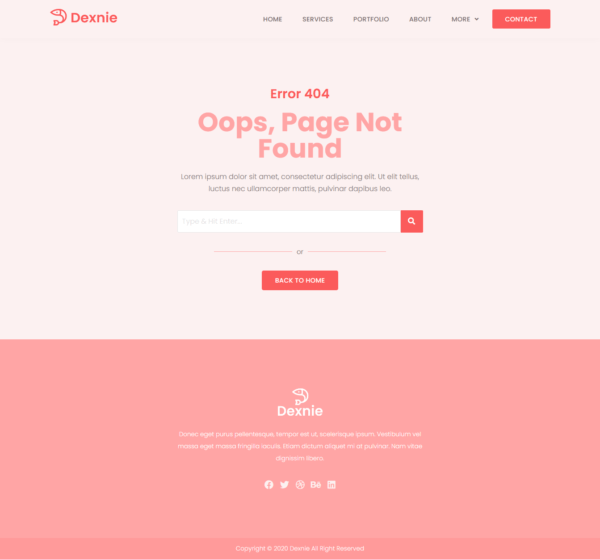 Dexnie
HOME SERVICES PORTFOLIO ABOUT MORE CONTACT
Error 404
Oops, Page Not
Found
Lorem ipsum dolor sit amet, consectetur adipiscing elit. Ut elit tellus,
luctus nec ullamcorper mattis, pulvinar dapibus leo.
Type & Hit Enter...
or
BACK TO HOME
Dexnie
Donec eget purus pellentesque, tempor est ut, scelerisque ipsum. Vestibulum vel
massa eget massa fringilla iaculis. Etiam dictum aliquet mi ut pulvinar. Nam vitae
dignissim libero.
Bē
Copyright © 2020 Dexnie All Right Reserved